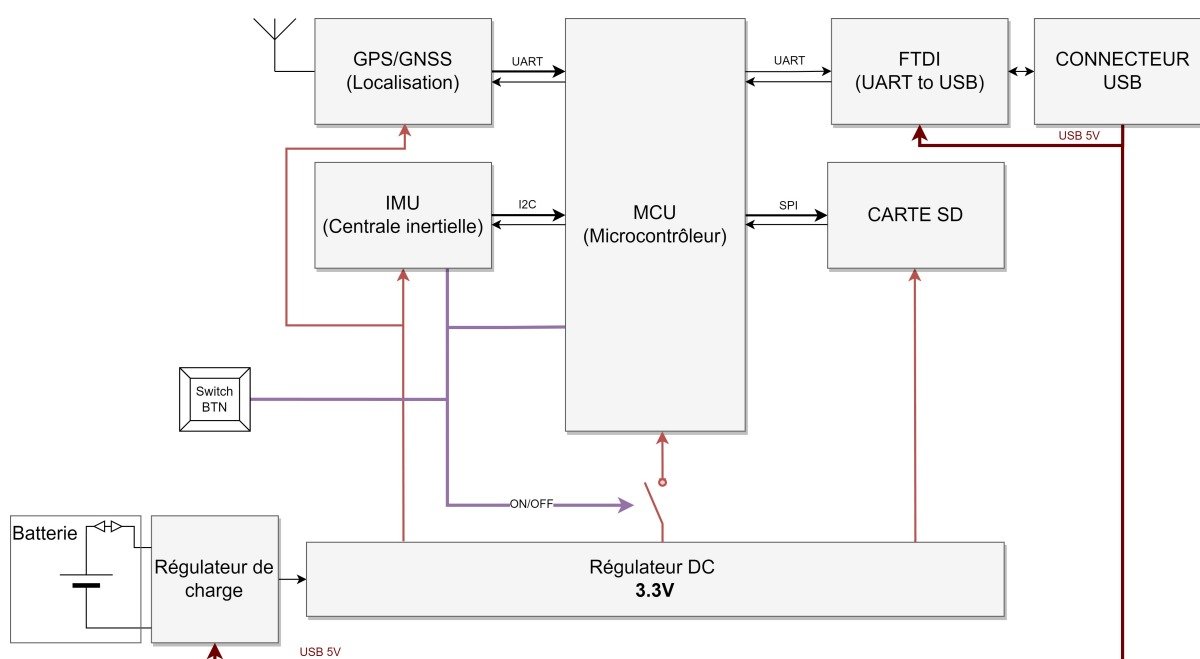 GPS/GNSS
(Localisation)
UART
UART
FTDI
(UART to USB)
CONNECTEUR
USB
USB 5V
IMU
(Centrale inertielle)
I2C
MCU
(Microcontrôleur)
SPI
CARTE SD
Switch
BTN
ON/OFF
Batterie
Régulateur de
charge
Régulateur DC
3.3V
USB 5V